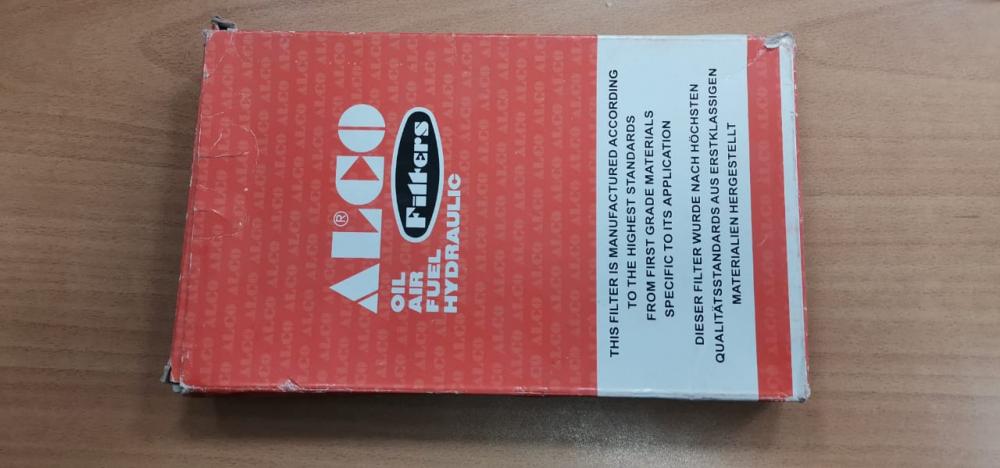 ALCO®
Filters
OIL
AIR
FUEL
HYDRAULIC
THIS FILTER IS MANUFACTURED ACCORDING
TO THE HIGHEST STANDARDS
FROM FIRST GRADE MATERIALS
SPECIFIC TO ITS APPLICATION
DIESER FILTER WURDE NACH HÖCHSTEN
QUALITÄTSSTANDARDS AUS ERSTKLASSIGEN
MATERIALIEN HERGESTELLT